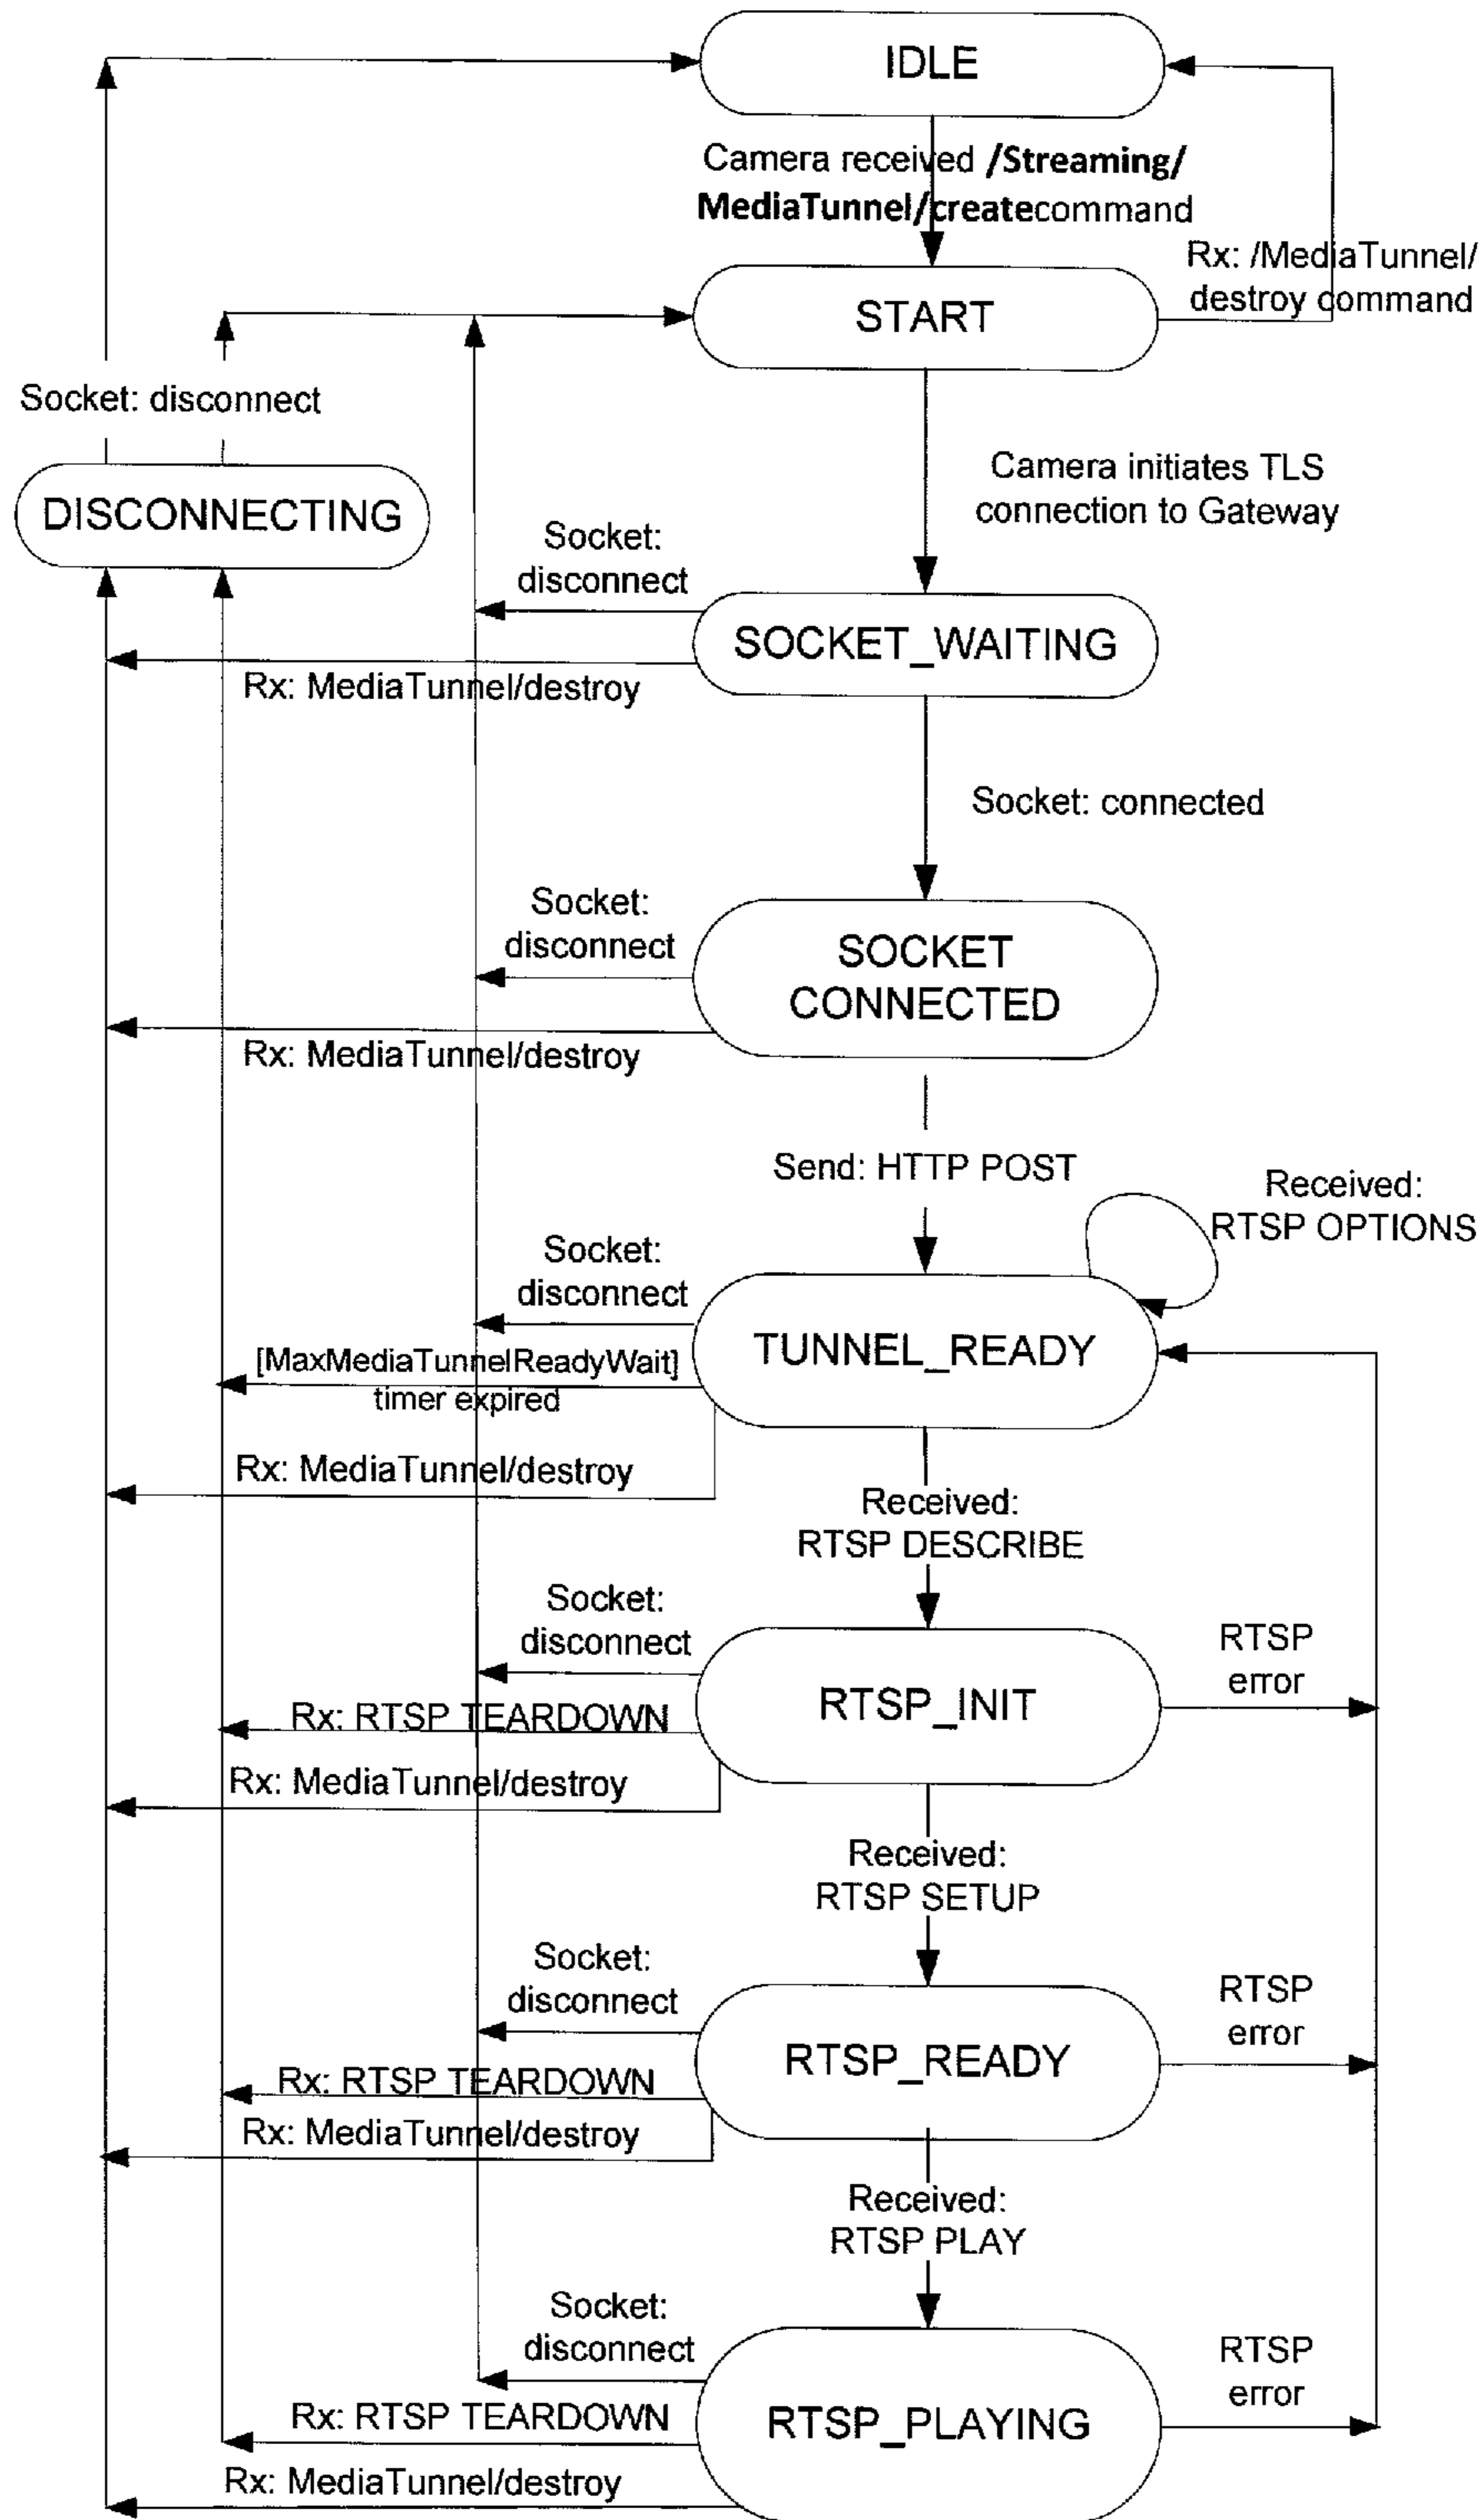 IDLE
Camera received /Streaming/
MediaTunnel/createcommand
Rx: /MediaTunnel/
destroy command
START
Socket: disconnect
DISCONNECTING
Camera initiates TLS
connection to Gateway
Socket:
disconnect
SOCKET_WAITING
Rx: MediaTunnel/destroy
Socket: connected
Socket:
disconnect
SOCKET
CONNECTED
Rx: MediaTunnel/destroy
Send: HTTP POST
Received:
RTSP OPTIONS
Socket:
disconnect
TUNNEL_READY
[MaxMediaTunnelReadyWait]
timer expired
Rx: MediaTunnel/destroy
Received:
RTSP DESCRIBE
Socket:
disconnect
RTSP
error
RTSP_INIT
Rx: RTSP TEARDOWN
Rx: MediaTunnel/destroy
Received:
RTSP SETUP
Socket:
disconnect
RTSP
error
RTSP_READY
Rx: RTSP TEARDOWN
Rx: MediaTunnel/destroy
Received:
RTSP PLAY
Socket:
disconnect
RTSP
error
RTSP_PLAYING
Rx: RTSP TEARDOWN
Rx: MediaTunnel/destroy